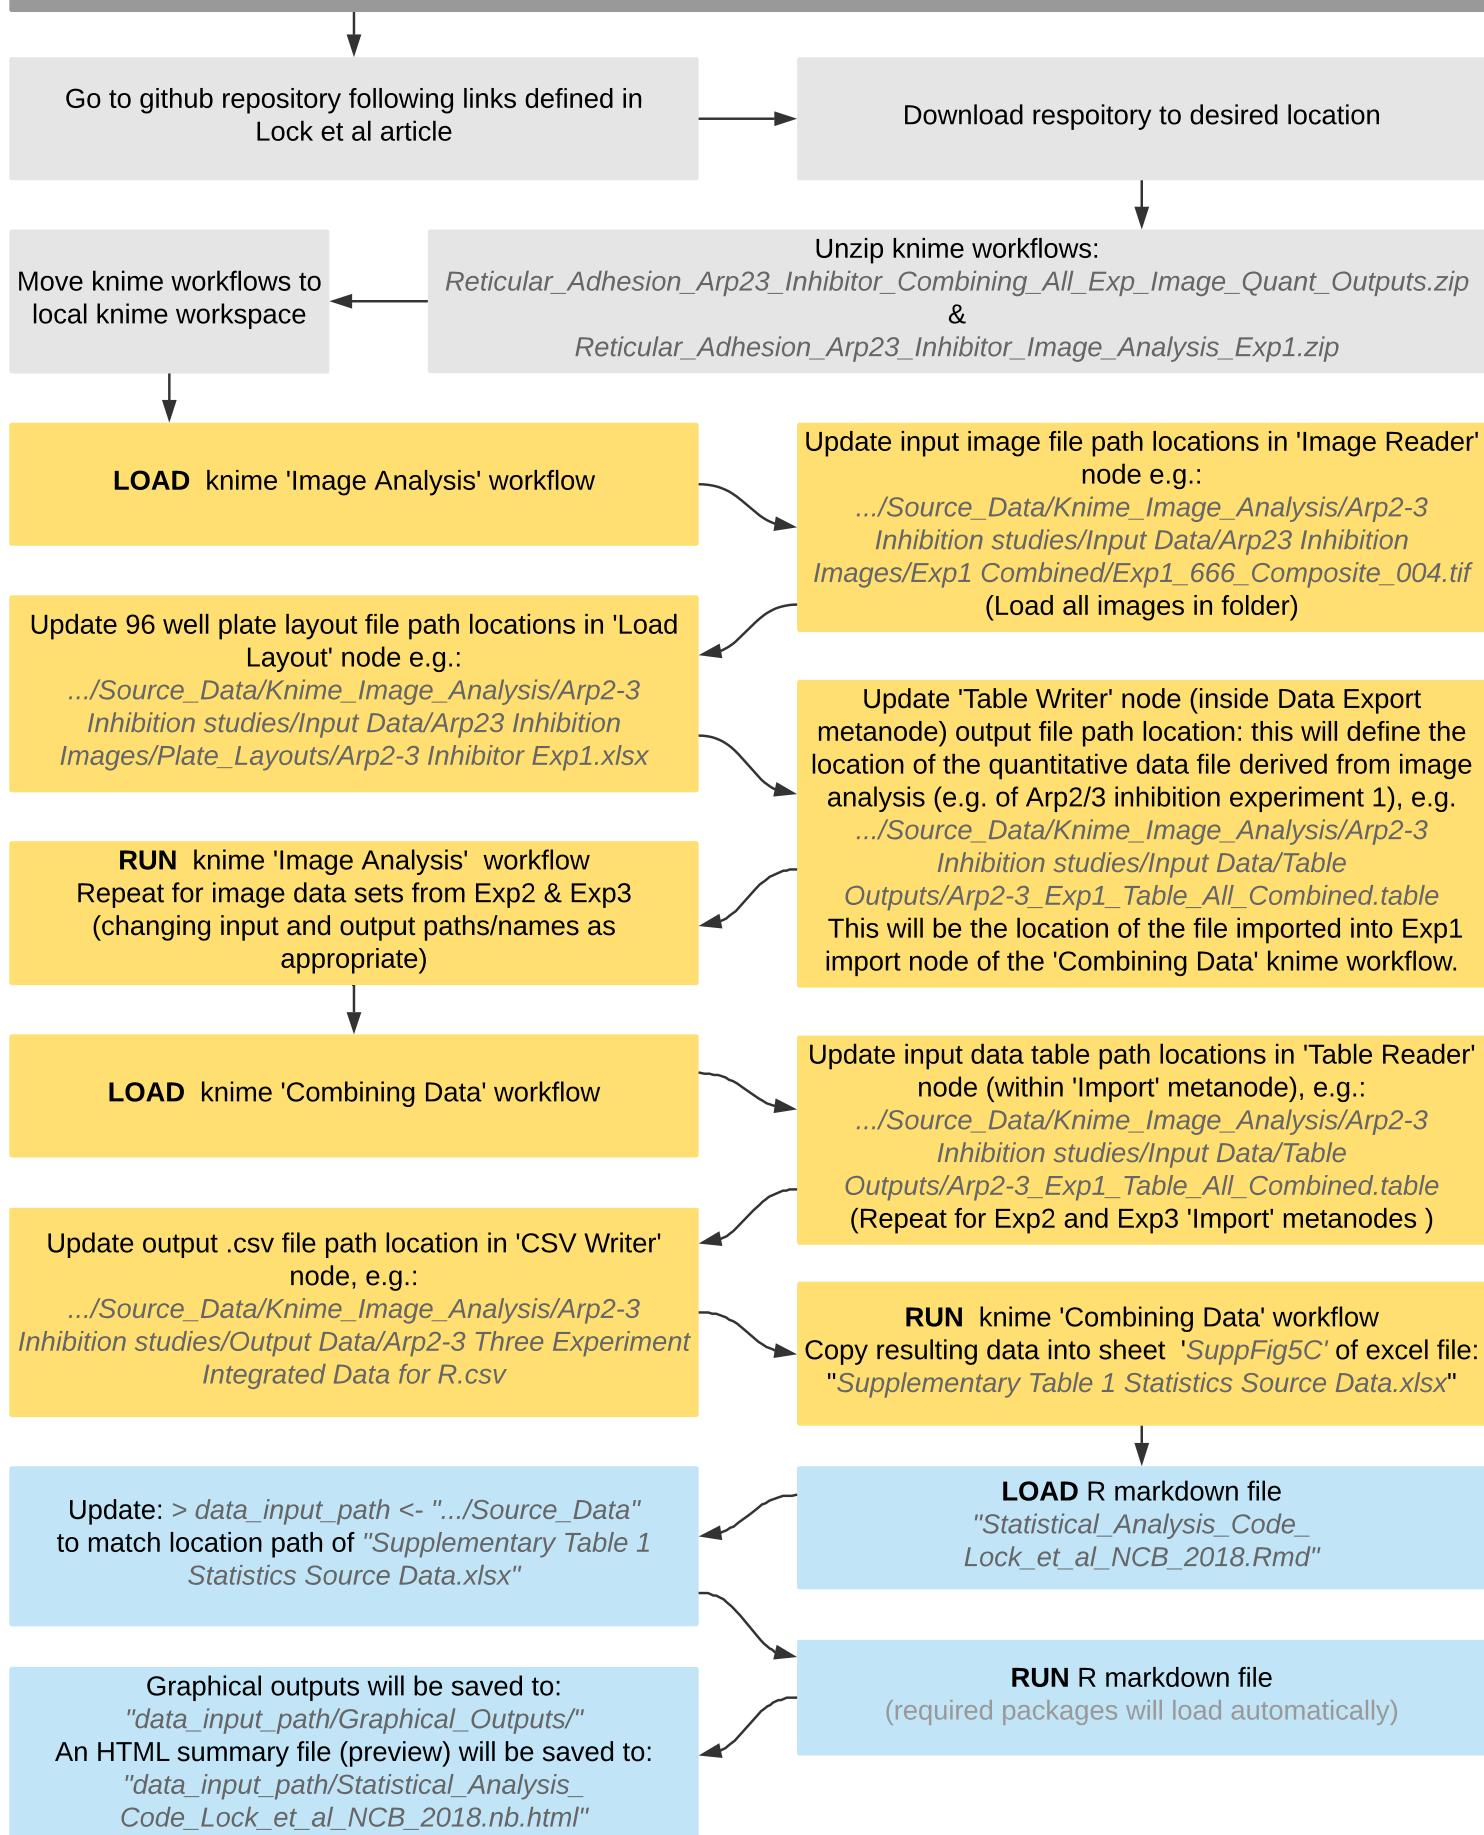 Go to github repository following links defined in
Lock et al article
Download respoitory to desired location
Unzip knime workflows:
Reticular_Adhesion_Arp23_Inhibitor_Combining_All_Exp_Image_Quant_Outputs.zip
&
Reticular_Adhesion_Arp23_Inhibitor_Image_Analysis_Exp1.zip
Move knime workflows to
local knime workspace
LOAD knime 'Image Analysis' workflow
Update input image file path locations in 'Image Reader'
node e.g.:
.../Source_Data/Knime_Image_Analysis/Arp2-3
Inhibition studies/Input Data/Arp23 Inhibition
Images/Exp1 Combined/Exp1_666_Composite_004.tif
(Load all images in folder)
Update 96 well plate layout file path locations in 'Load
Layout' node e.g.:
.../Source_Data/Knime_Image_Analysis/Arp2-3
Inhibition studies/Input Data/Arp23 Inhibition
Images/Plate_Layouts/Arp2-3 Inhibitor Exp1.xlsx
Update 'Table Writer' node (inside Data Export
metanode) output file path location: this will define the
location of the quantitative data file derived from image
analysis (e.g. of Arp2/3 inhibition experiment 1), e.g.
.../Source_Data/Knime_Image_Analysis/Arp2-3
Inhibition studies/Input Data/Table
Outputs/Arp2-3_Exp1_Table_All_Combined.table
This will be the location of the file imported into Exp1
import node of the 'Combining Data' knime workflow.
RUN knime 'Image Analysis' workflow
Repeat for image data sets from Exp2 & Exp3
(changing input and output paths/names as
appropriate)
LOAD knime 'Combining Data' workflow
Update input data table path locations in 'Table Reader'
node (within 'Import' metanode), e.g.:
.../Source_Data/Knime_Image_Analysis/Arp2-3
Inhibition studies/Input Data/Table
Outputs/Arp2-3_Exp1_Table_All_Combined.table
(Repeat for Exp2 and Exp3 'Import' metanodes )
Update output .csv file path location in 'CSV Writer'
node, e.g.:
.../Source_Data/Knime_Image_Analysis/Arp2-3
Inhibition studies/Output Data/Arp2-3 Three Experiment
Integrated Data for R.csv
RUN knime 'Combining Data' workflow
Copy resulting data into sheet 'SuppFig5C' of excel file:
"Supplementary Table 1 Statistics Source Data.xlsx"
LOAD R markdown file
"Statistical_Analysis_Code_
Lock_et_al_NCB_2018.Rmd"
Update: > data_input_path <- ".../Source_Data"
to match location path of "Supplementary Table 1
Statistics Source Data.xlsx"
RUN R markdown file
(required packages will load automatically)
Graphical outputs will be saved to:
"data_input_path/Graphical_Outputs/"
An HTML summary file (preview) will be saved to:
"data_input_path/Statistical_Analysis_
Code_Lock_et_al_NCB_2018.nb.html"